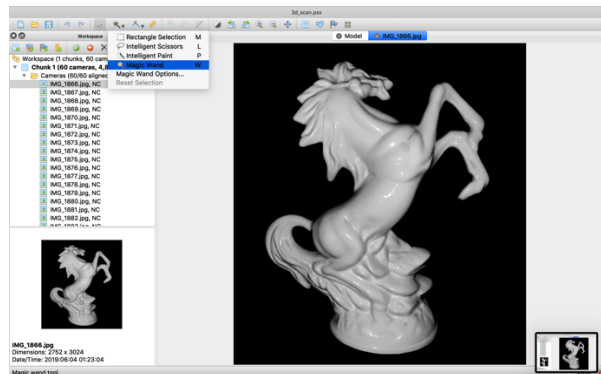 3d_scan.psx
Workspace
Model
IMG_1866.jpg
Rectangle Selection M
Intelligent Scissors L
Intelligent Paint P
Magic Wand W
Magic Wand Options...
Reset Selection
Workspace (1 chunks, 60 came
Chunk 1 (60 cameras, 4,8
Cameras (60/60 aligned
IMG_1866.jpg, NC
IMG_1867.jpg, NC
IMG_1868.jpg, NC
IMG_1869.jpg, NC
IMG_1870.jpg, NC
IMG_1871.jpg, NC
IMG_1872.jpg, NC
IMG_1873.jpg, NC
IMG_1874.jpg, NC
IMG_1875.jpg, NC
IMG_1876.jpg, NC
IMG_1877.jpg, NC
IMG_1878.jpg, NC
IMG_1879.jpg, NC
IMG_1880.jpg, NC
IMG_1881.jpg, NC
IMG_1882.jpg, NC
IMG_1866.jpg
Dimensions: 2752 x 3024
Date/Time: 2019:06:04 01:23:04
Magic wand tool